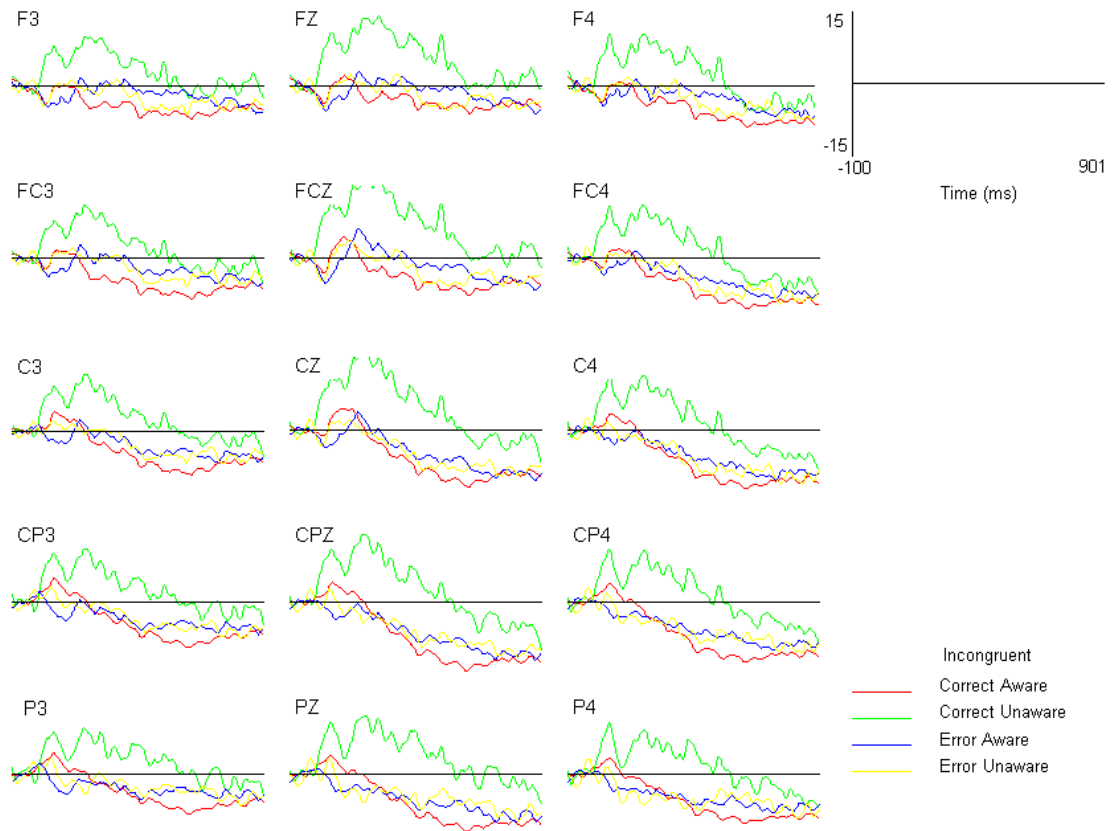 F3
FZ
F4
15
-15
-100
901
Time (ms)
FC3
FCZ
FC4
C3
CZ
C4
CP3
CPZ
CP4
P3
PZ
P4
Incongruent
Correct Aware
Correct Unaware
Error Aware
Error Unaware